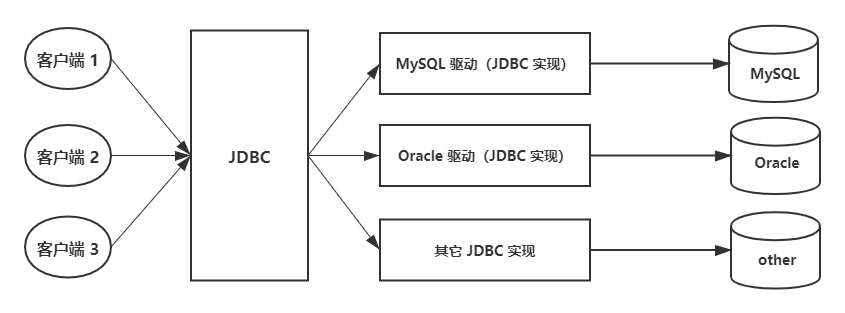 客户端 1
客户端 2
客户端 3
JDBC
MySQL 驱动（JDBC 实现）
Oracle 驱动（JDBC 实现）
其它 JDBC 实现
MySQL
Oracle
other